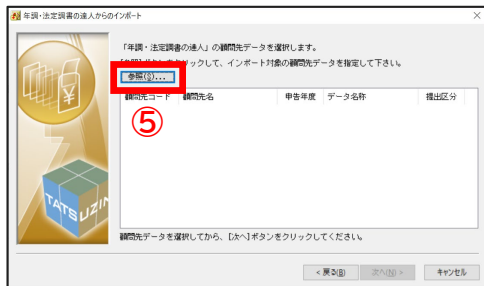 年調・法定調書の達人からのインポート
「年調・法定調書の達人」の顧問先データを選択します。
[参照]ボタンをクリックして、インポート対象の顧問先データを指定して下さい。
参照(S)...
顧問先コード 顧問先名 申告年度 データ名称 提出区分
⑤
¥
TATSUZIN
顧問先データを選択してから、[次へ]ボタンをクリックしてください。
< 戻る(B) 次へ(N) > キャンセル